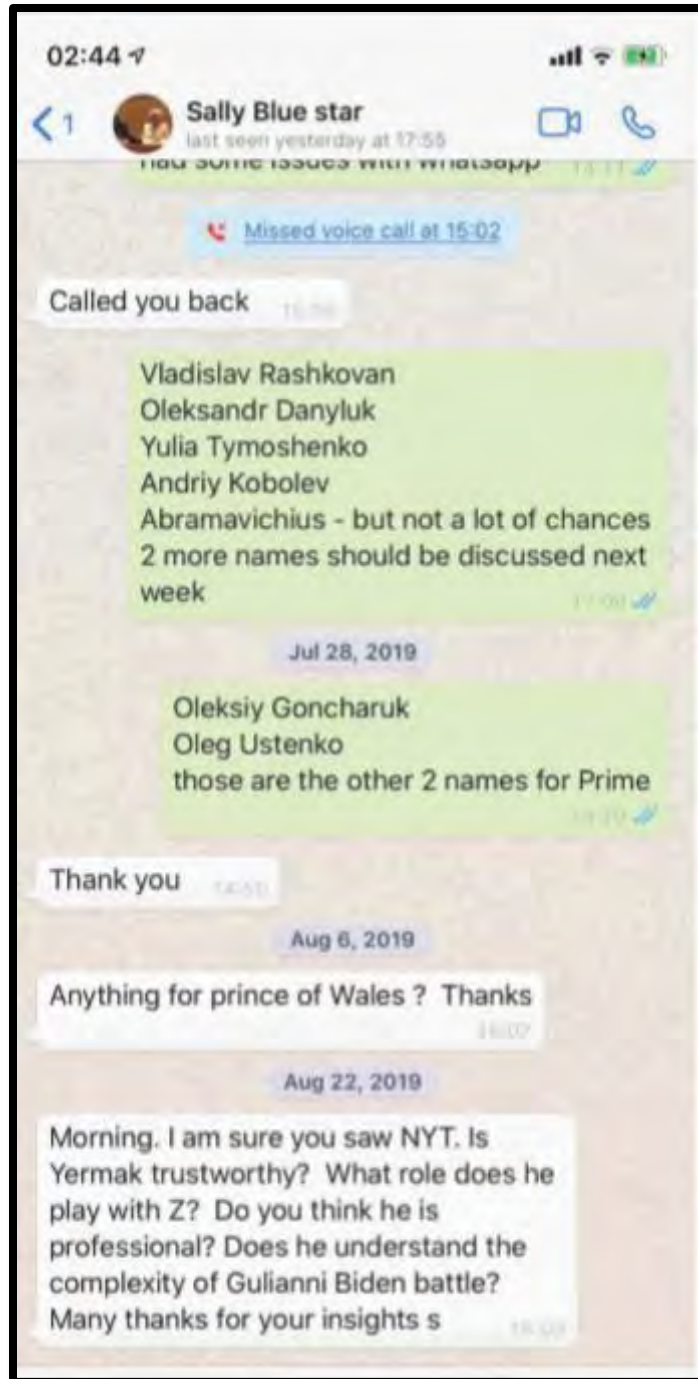 02:44
1
Sally Blue star
last seen yesterday at 17:55
had some issues with whatsapp
Missed voice call at 15:02
Called you back
Vladislav Rashkovan
Oleksandr Danyluk
Yulia Tymoshenko
Andriy Kobolev
Abramavichius - but not a lot of chances
2 more names should be discussed next
week
Jul 28, 2019
Oleksiy Goncharuk
Oleg Ustenko
those are the other 2 names for Prime
Thank you
Aug 6, 2019
Anything for prince of Wales ? Thanks
Aug 22, 2019
Morning. I am sure you saw NYT. Is
Yermak trustworthy? What role does he
play with Z? Do you think he is
professional? Does he understand the
complexity of Gulianni Biden battle?
Many thanks for your insights s